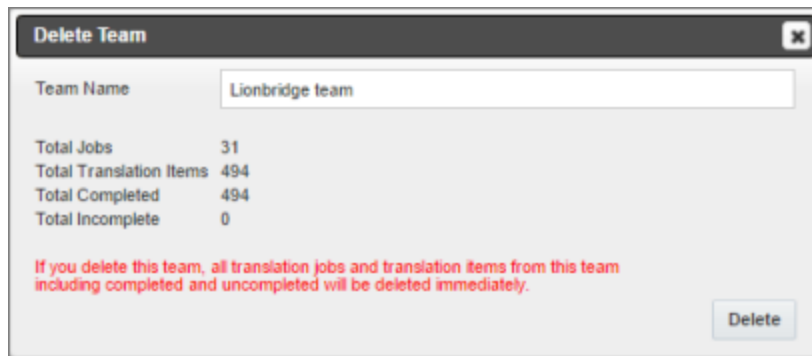 Delete Team
Team Name Lionbridge team
Total Jobs 31
Total Translation Items 494
Total Completed 494
Total Incomplete 0
If you delete this team, all translation jobs and translation items from this team
including completed and uncompleted will be deleted immediately.
Delete